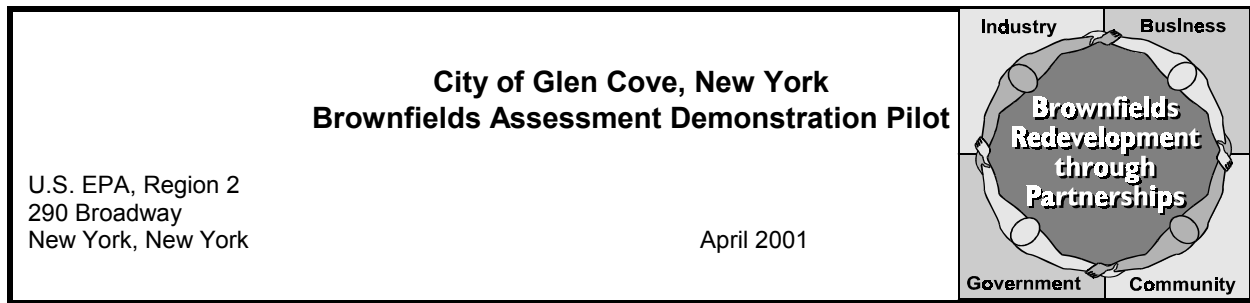 City of Glen Cove, New York
Brownfields Assessment Demonstration Pilot
U.S. EPA, Region 2
290 Broadway
New York, New York
April 2001
Industry
Business
Brownfields
Redevelopment
through
Partnerships
Government
Community